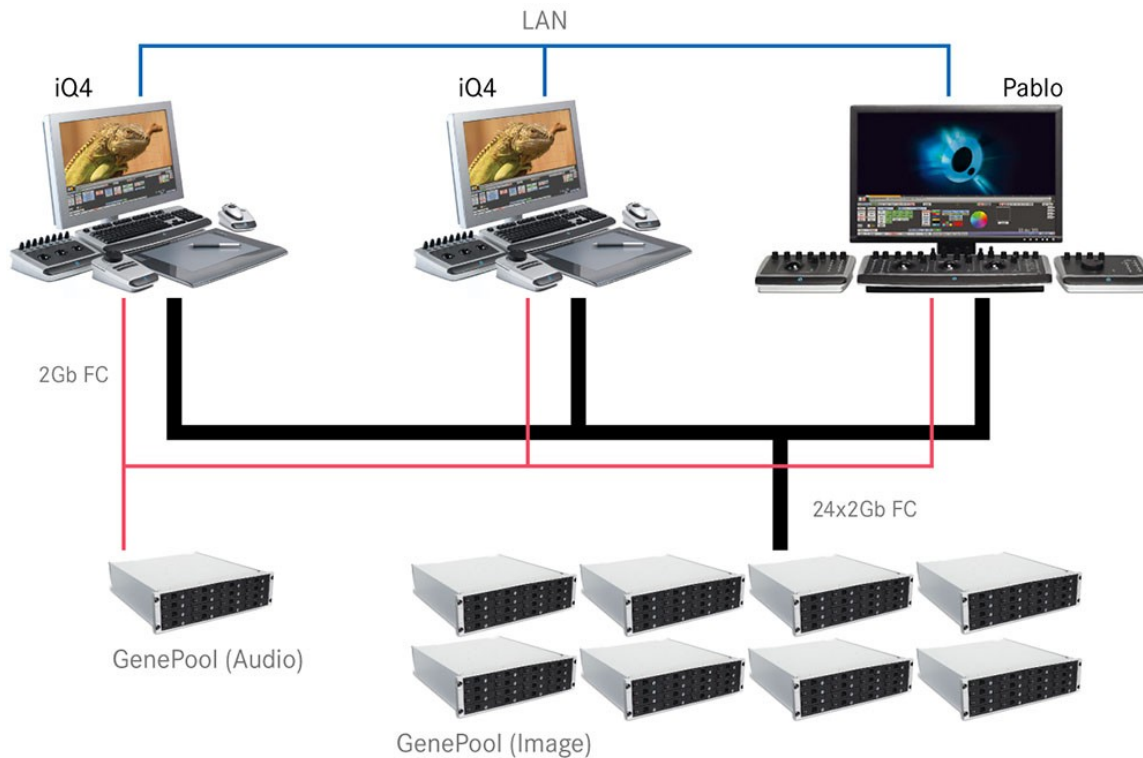 LAN
iQ4
iQ4
Pablo
2Gb FC
24x2Gb FC
GenePool (Audio)
GenePool (Image)